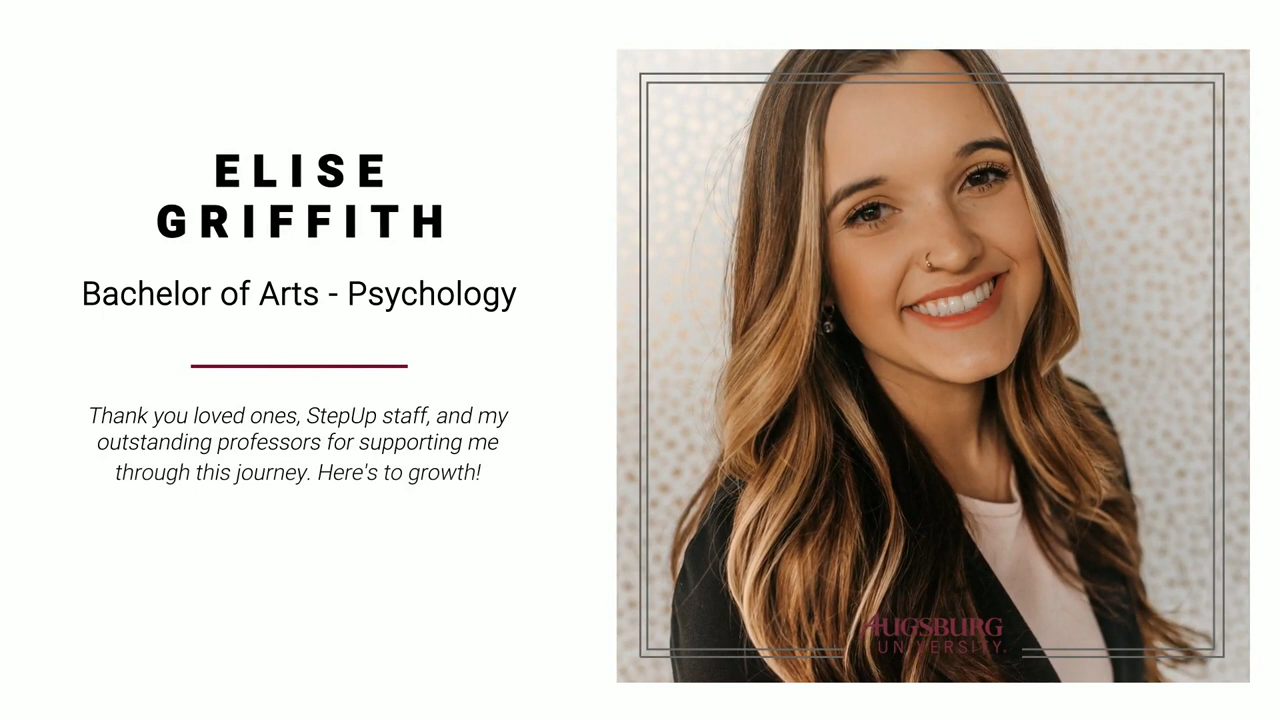 ELISE
GRIFFITH
Bachelor of Arts - Psychology
Thank you loved ones, StepUp staff, and my
outstanding professors for supporting me
through this journey. Here's to growth!
AUGSBURG
UNIVERSITY